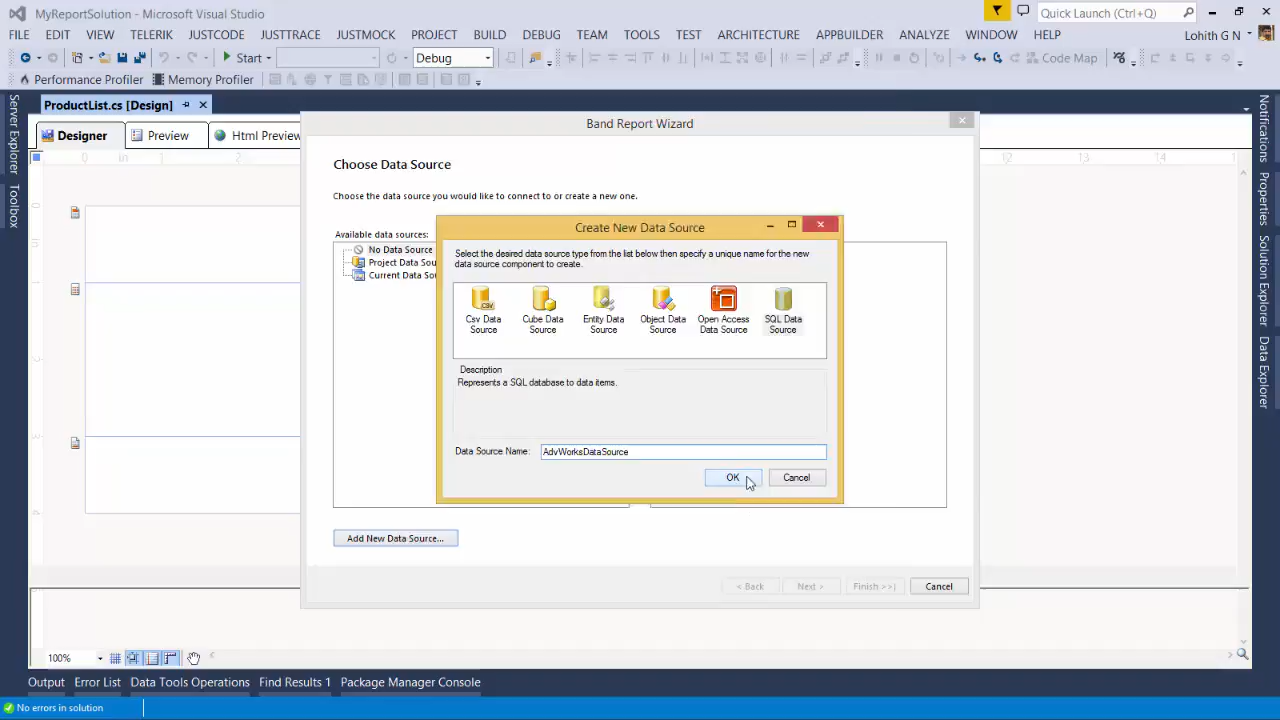 MyReportSolution - Microsoft Visual Studio
Quick Launch (Ctrl+Q)
FILE EDIT VIEW TELERIK JUSTCODE JUSTTRACE JUSTMOCK PROJECT BUILD DEBUG TEAM TOOLS TEST ARCHITECTURE APPBUILDER ANALYZE WINDOW HELP Lohith G N
Start Debug Code Map
Performance Profiler Memory Profiler
ProductList.cs [Design]
Designer Preview Html Preview
Server Explorer
Toolbox
Notifications
Properties
Solution Explorer
Data Explorer
in 2 12 13 14
Band Report Wizard
Choose Data Source
Choose the data source you would like to connect to or create a new one.
Available data sources:
No Data Source
Project Data Sou
Current Data Sou
Create New Data Source
Select the desired data source type from the list below then specify a unique name for the new
data source component to create.
Csv Data Source
Cube Data Source
Entity Data Source
Object Data Source
Open Access Data Source
SQL Data Source
Description
Represents a SQL database to data items.
Data Source Name: AdvWorksDataSource
OK Cancel
Add New Data Source...
< Back Next > Finish >>| Cancel
100%
Output Error List Data Tools Operations Find Results 1 Package Manager Console
No errors in solution